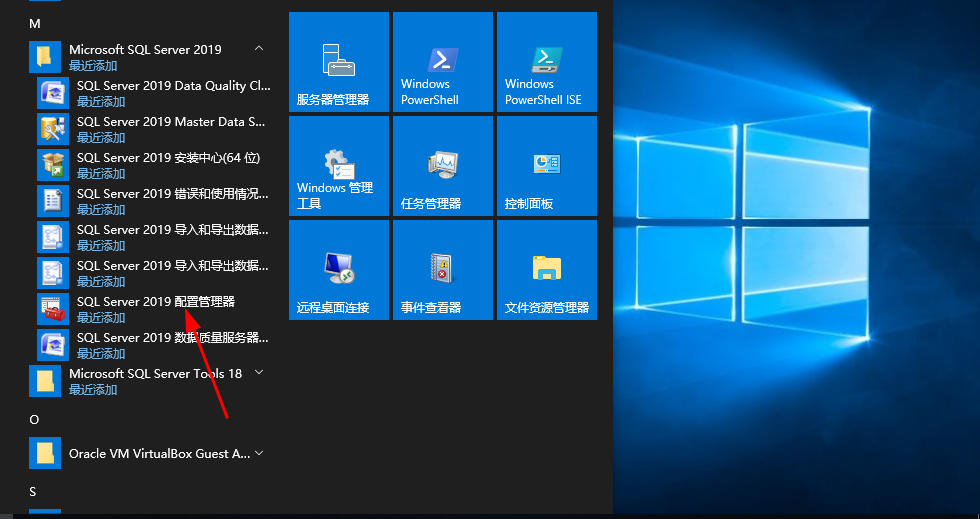 M
Microsoft SQL Server 2019
最近添加
SQL Server 2019 Data Quality Cl...
最近添加
SQL Server 2019 Master Data S...
最近添加
SQL Server 2019 安装中心(64 位)
最近添加
SQL Server 2019 错误和使用情况...
最近添加
SQL Server 2019 导入和导出数据...
最近添加
SQL Server 2019 导入和导出数据...
最近添加
SQL Server 2019 配置管理器
最近添加
SQL Server 2019 数据质量服务器...
最近添加
Microsoft SQL Server Tools 18
最近添加
O
Oracle VM VirtualBox Guest A...
S
服务器管理器
Windows
PowerShell
Windows
PowerShell ISE
Windows 管理
工具
任务管理器
控制面板
远程桌面连接
事件查看器
文件资源管理器